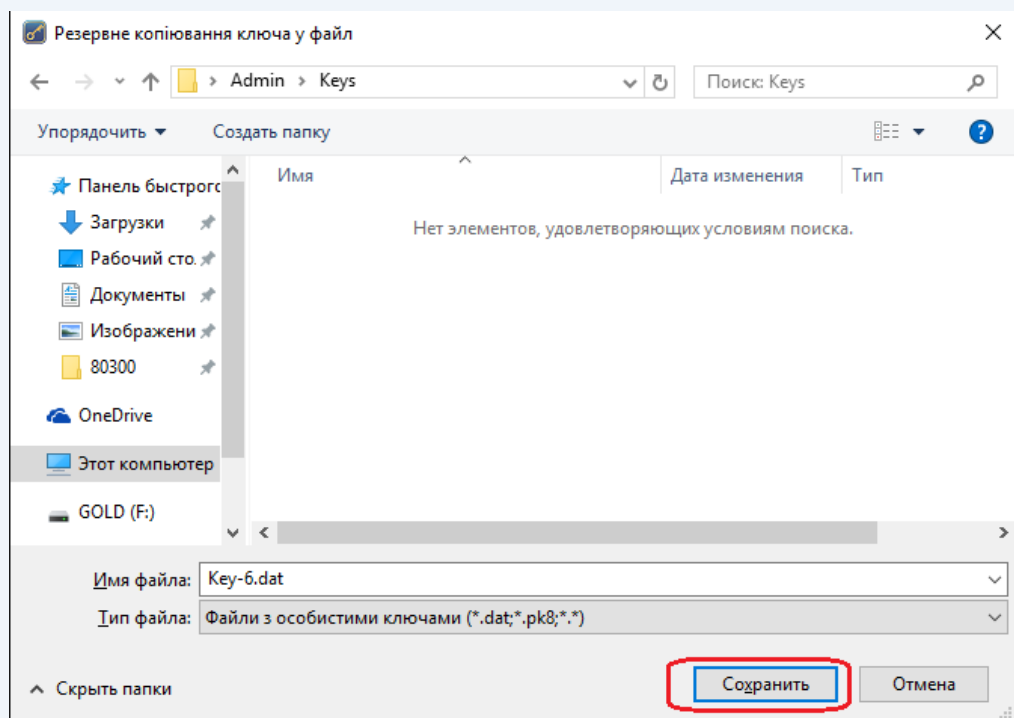 Резервне копіювання ключа у файл
Admin > Keys
Поиск: Keys
Упорядочить
Создать папку
Имя
Дата изменения
Тип
Нет элементов, удовлетворяющих условиям поиска.
Панель быстрого
Загрузки
Рабочий сто.
Документы
Изображени
80300
OneDrive
Этот компьютер
GOLD (F:)
Имя файла: Key-6.dat
Тип файла: Файли з особистими ключами (*.dat;*.pk8;*.*)
Скрыть папки
Сохранить
Отмена